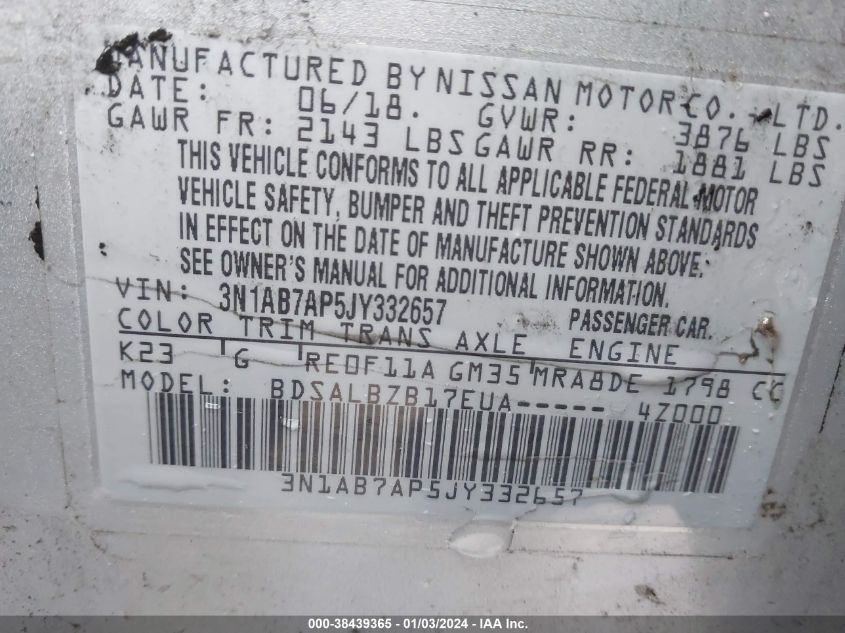 MANUFACTURED BY NISSAN MOTOR CO., LTD.
DATE: 06/18. GVWR: 3876 LBS
GAWR FR: 2143 LBS GAWR RR: 1881 LBS
THIS VEHICLE CONFORMS TO ALL APPLICABLE FEDERAL MOTOR
VEHICLE SAFETY, BUMPER AND THEFT PREVENTION STANDARDS
IN EFFECT ON THE DATE OF MANUFACTURE SHOWN ABOVE.
SEE OWNER'S MANUAL FOR ADDITIONAL INFORMATION.
VIN: 3N1AB7AP5JY332657 PASSENGER CAR.
COLOR TRIM TRANS AXLE ENGINE
K23 G RE0F11A GM35 MRA8DE 1798 CC
MODEL: BDSALBZB17EUA----- 4Z000
3N1AB7AP5JY332657
000-38439365 - 01/03/2024 - IAA Inc.